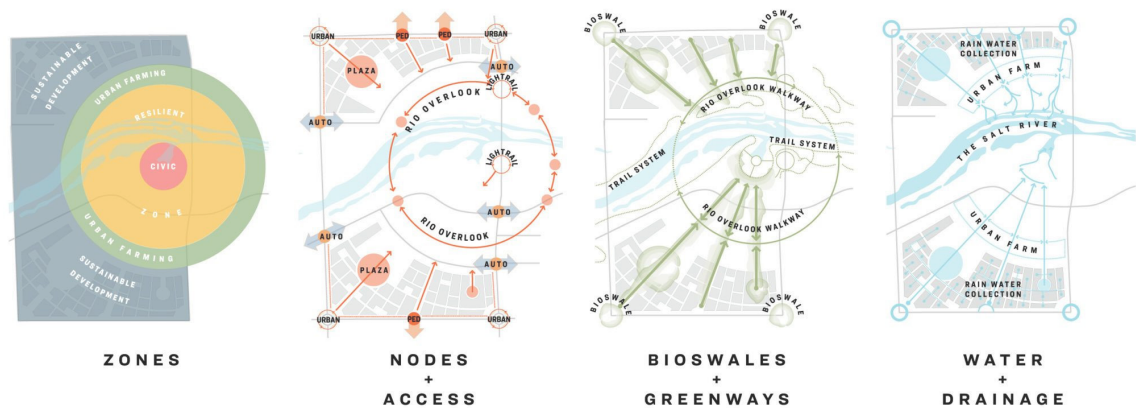 SUSTAINABLE
DEVELOPMENT
URBAN FARMING
RESILIENT
CIVIC
ZONE
URBAN FARMING
SUSTAINABLE
DEVELOPMENT
ZONES
URBAN
PED
PED
URBAN
PLAZA
AUTO
LIGHTRAIL
RIO OVERLOOK
AUTO
LIGHTRAIL
AUTO
RIO OVERLOOK
AUTO
AUTO
PLAZA
URBAN
PED
URBAN
NODES
+
ACCESS
BIOSWALE
BIOSWALE
RIO OVERLOOK WALKWAY
TRAIL SYSTEM
TRAIL SYSTEM
RIO OVERLOOK WALKWAY
BIOSWALE
BIOSWALE
BIOSWALES
+
GREENWAYS
RAIN WATER
COLLECTION
URBAN FARM
THE SALT RIVER
URBAN FARM
RAIN WATER
COLLECTION
WATER
+
DRAINAGE